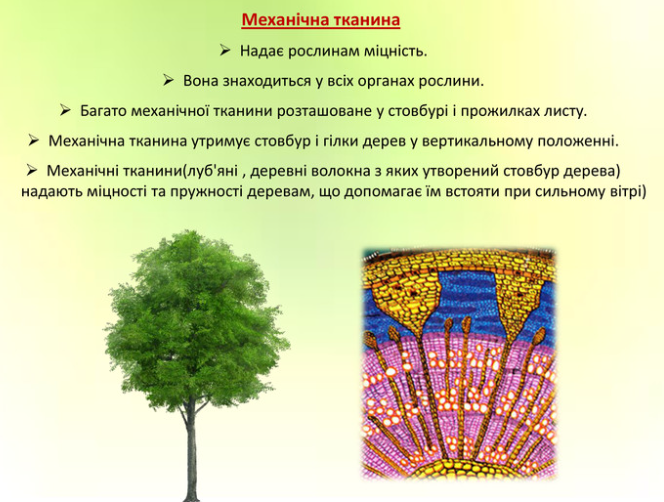 Механічна тканина
➢ Надає рослинам міцність.
➢ Вона знаходиться у всіх органах рослини.
➢ Багато механічної тканини розташоване у стовбурі і прожилках листу.
➢ Механічна тканина утримує стовбур і гілки дерев у вертикальному положенні.
➢ Механічні тканини(луб'яні , деревні волокна з яких утворений стовбур дерева)
надають міцності та пружності деревам, що допомагає їм встояти при сильному вітрі)